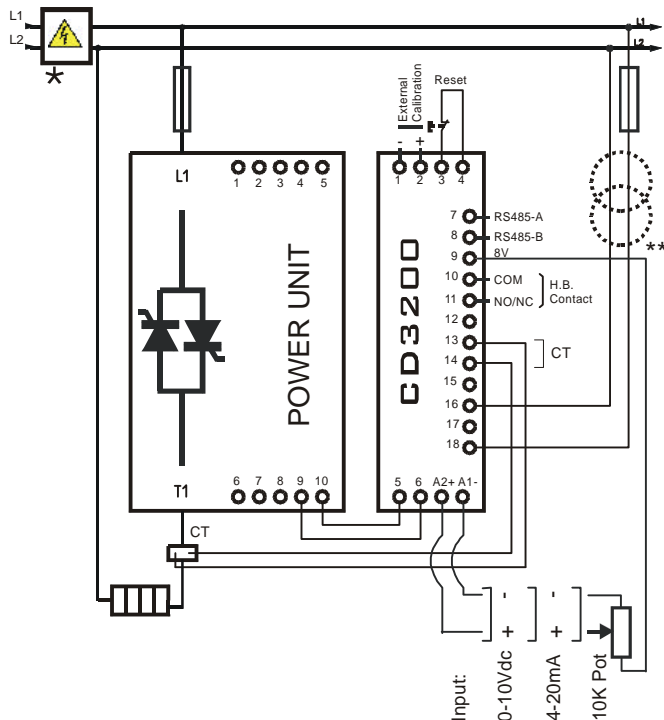 L1
L2
*
L1
L2
**
L1
1 2 3 4 5
POWER UNIT
6 7 8 9 10
T1
CT
External
Calibration
- +
Reset
1 2 3 4
CD3200
7 RS485-A
8 RS485-B
9 8V
10 COM
11 NO/NC
H.B.
Contact
12
13
14
CT
15
16
17
18
5 6 A2+ A1-
- -
+ +
Input:
0-10Vdc
4-20mA
10K Pot